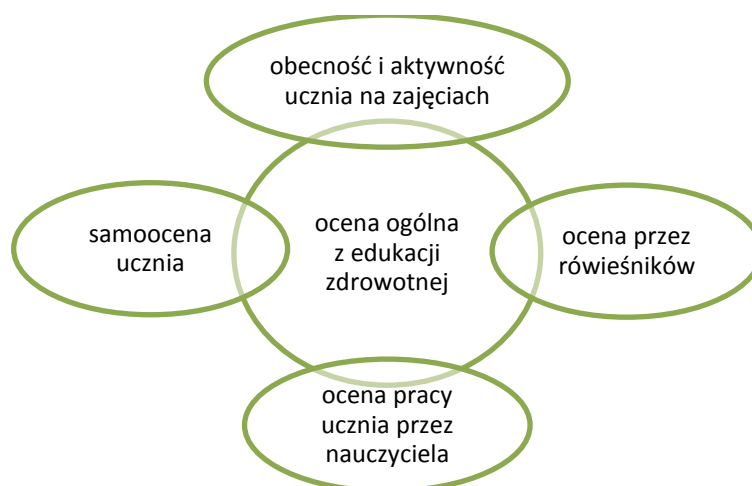 obecność i aktywność
ucznia na zajęciach
samoocena
ucznia
ocena ogólna
z edukacji
zdrowotnej
ocena przez
rówieśników
ocena pracy
ucznia przez
nauczyciela